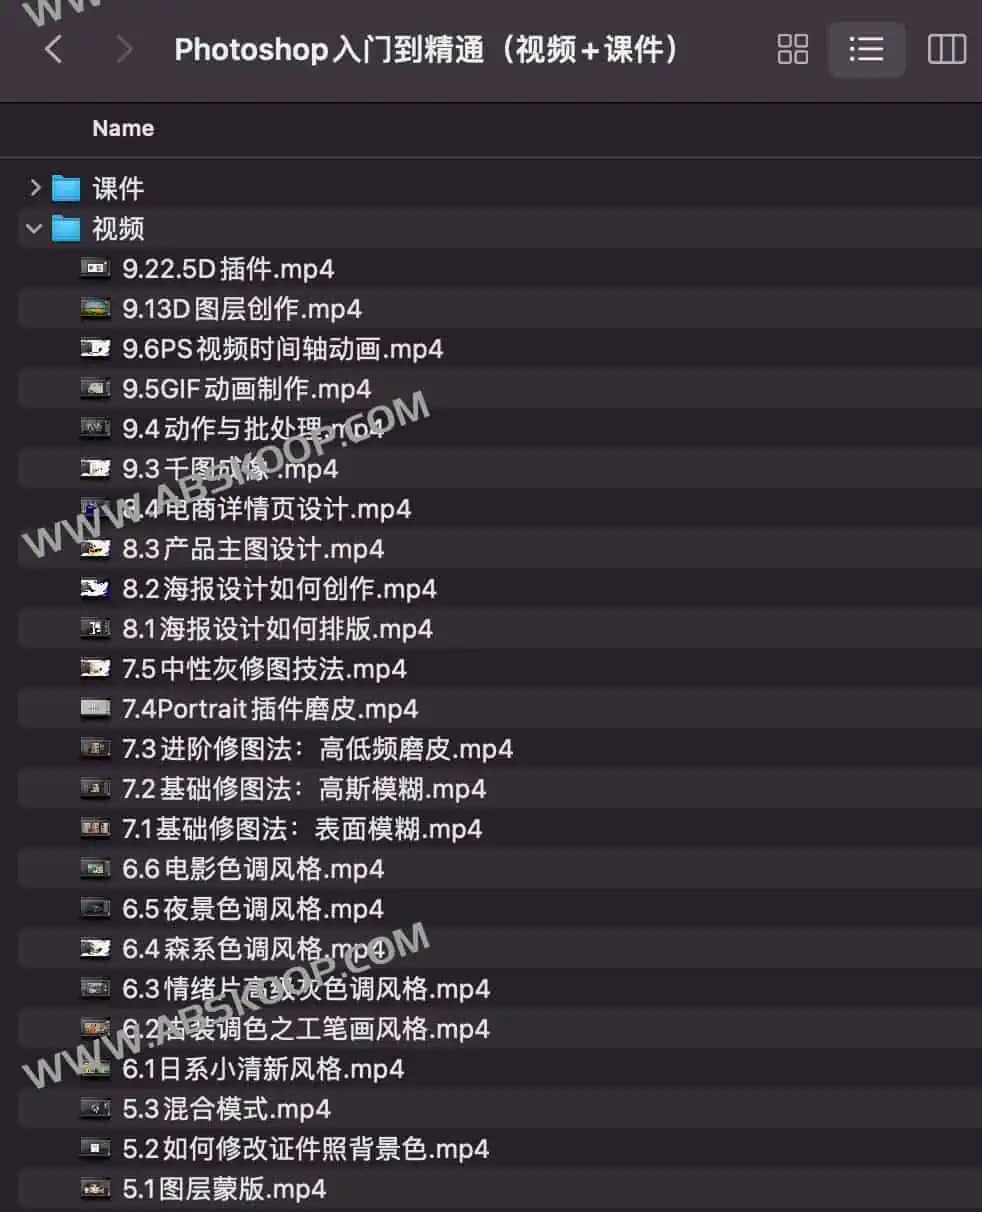 Photoshop入门到精通（视频+课件）
Name
课件
视频
9.22.5D插件.mp4
9.13D图层创作.mp4
9.6PS视频时间轴动画.mp4
9.5GIF动画制作.mp4
9.4动作与批处理.mp4
9.3千图成像 .mp4
8.4电商详情页设计.mp4
8.3产品主图设计.mp4
8.2海报设计如何创作.mp4
8.1海报设计如何排版.mp4
7.5中性灰修图技法.mp4
7.4Portrait插件磨皮.mp4
7.3进阶修图法：高低频磨皮.mp4
7.2基础修图法：高斯模糊.mp4
7.1基础修图法：表面模糊.mp4
6.6电影色调风格.mp4
6.5夜景色调风格.mp4
6.4森系色调风格.mp4
6.3情绪片高级灰色调风格.mp4
6.2古装调色之工笔画风格.mp4
6.1日系小清新风格.mp4
5.3混合模式.mp4
5.2如何修改证件照背景色.mp4
5.1图层蒙版.mp4
WWW.ABSKOOP.COM
WWW.ABSKOOP.COM